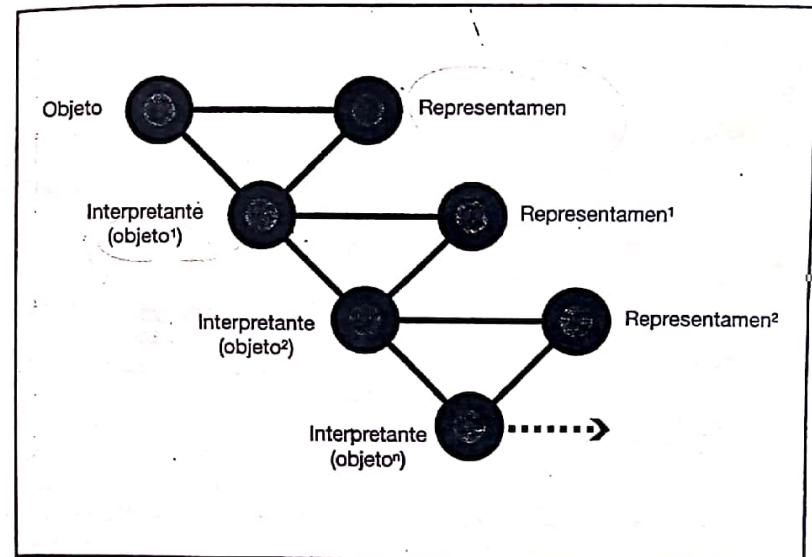 Objeto
Representamen
Interpretante
(objeto¹)
Representamen¹
Interpretante
(objeto²)
Representamen²
Interpretante
(objetoⁿ)